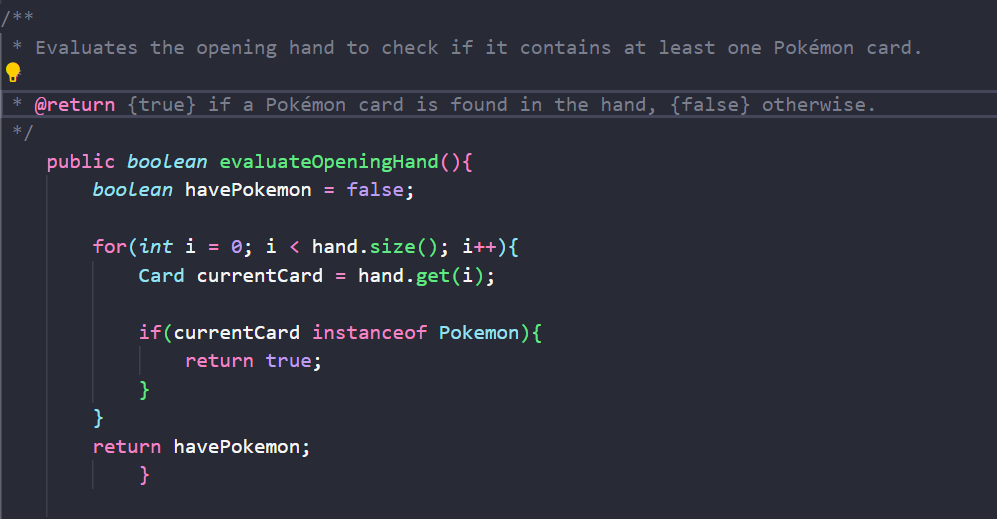 /**
 * Evaluates the opening hand to check if it contains at least one Pokémon card.
 * @return {true} if a Pokémon card is found in the hand, {false} otherwise.
 */
    public boolean evaluateOpeningHand(){
        boolean havePokemon = false;

        for(int i = 0; i < hand.size(); i++){
            Card currentCard = hand.get(i);

            if(currentCard instanceof Pokemon){
                return true;
            }
        }
        return havePokemon;
            }